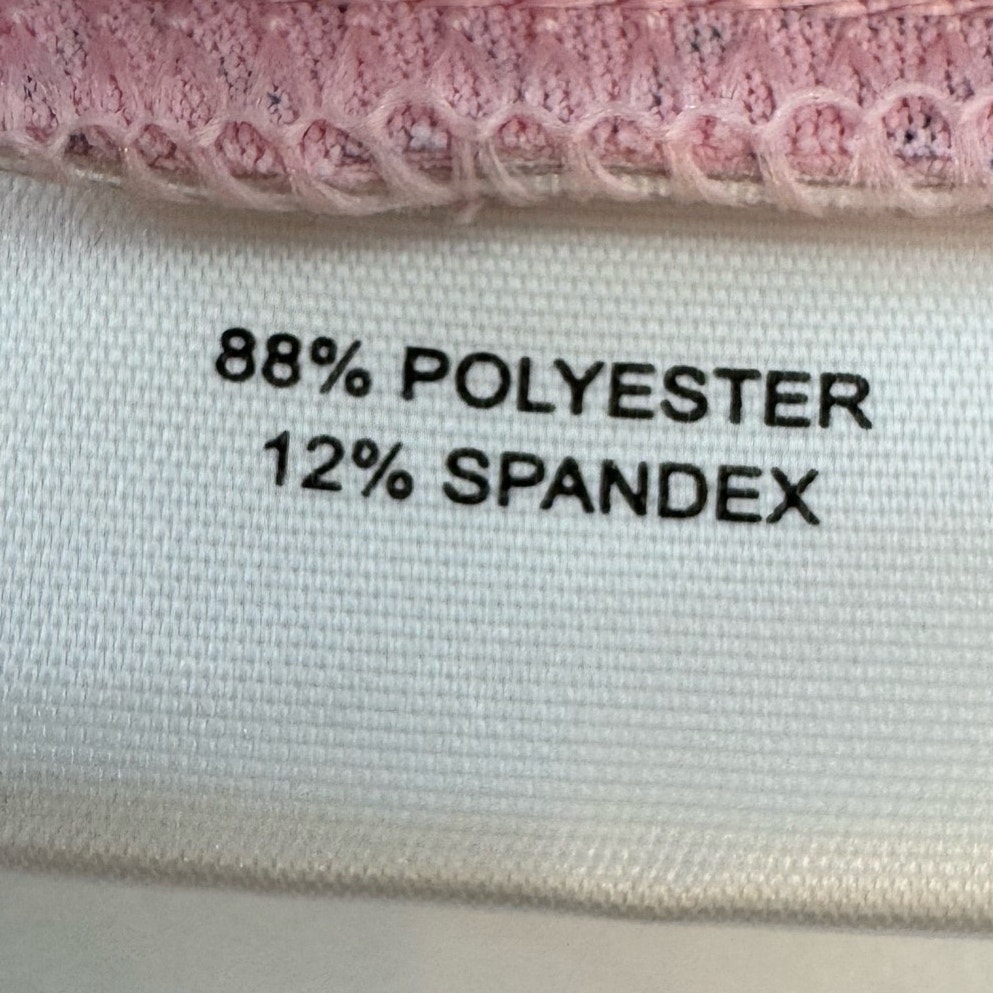 88% POLYESTER
12% SPANDEX